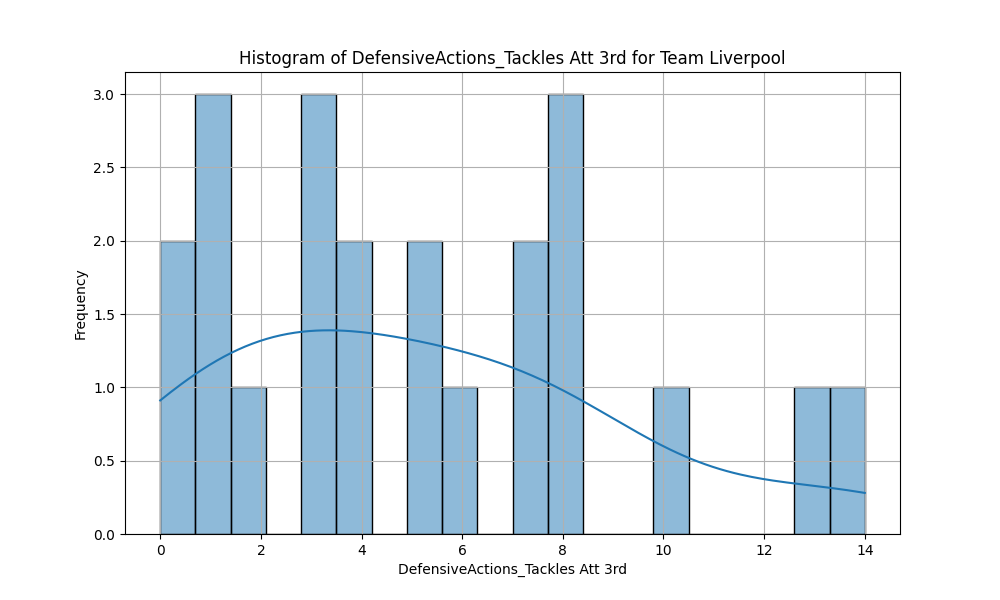 Histogram of DefensiveActions_Tackles Att 3rd for Team Liverpool
3.0
2.5
2.0
1.5
1.0
0.5
0.0
Frequency
0 2 4 6 8 10 12 14
DefensiveActions_Tackles Att 3rd